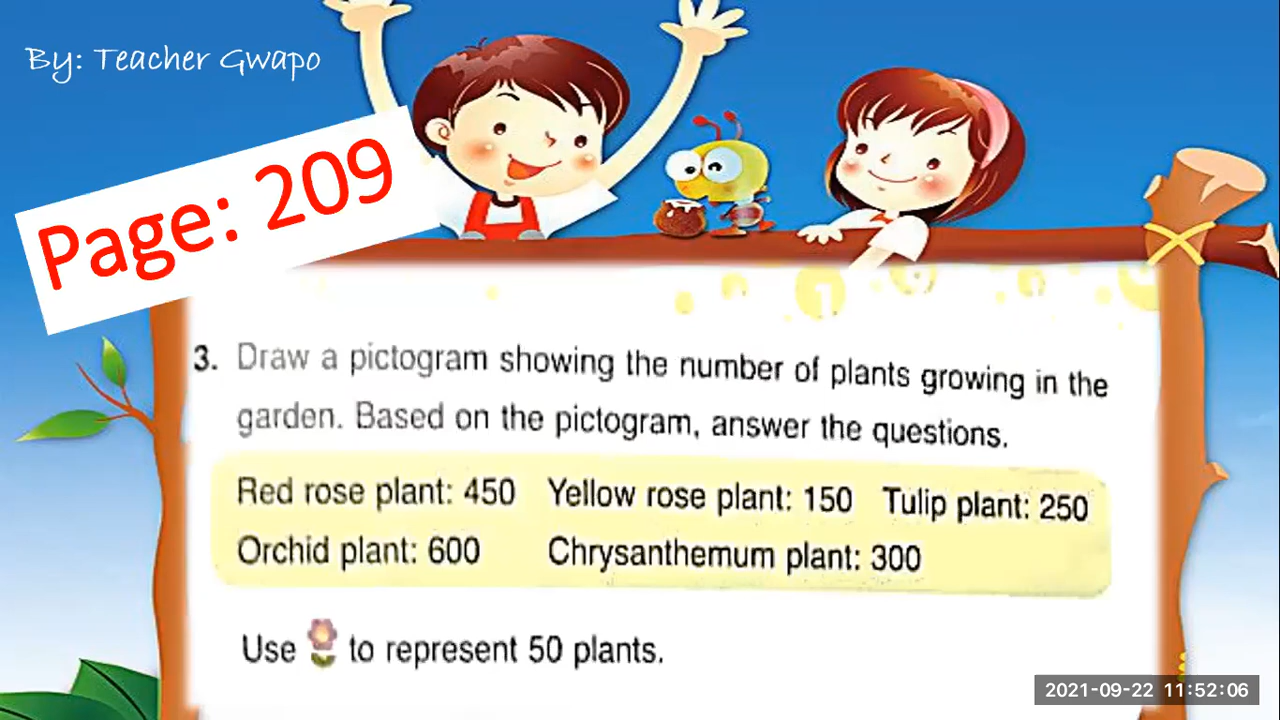 By: Teacher Gwapo
Page: 209
3. Draw a pictogram showing the number of plants growing in the
garden. Based on the pictogram, answer the questions.
Red rose plant: 450 Yellow rose plant: 150 Tulip plant: 250
Orchid plant: 600 Chrysanthemum plant: 300
Use to represent 50 plants.
2021-09-22 11:52:06